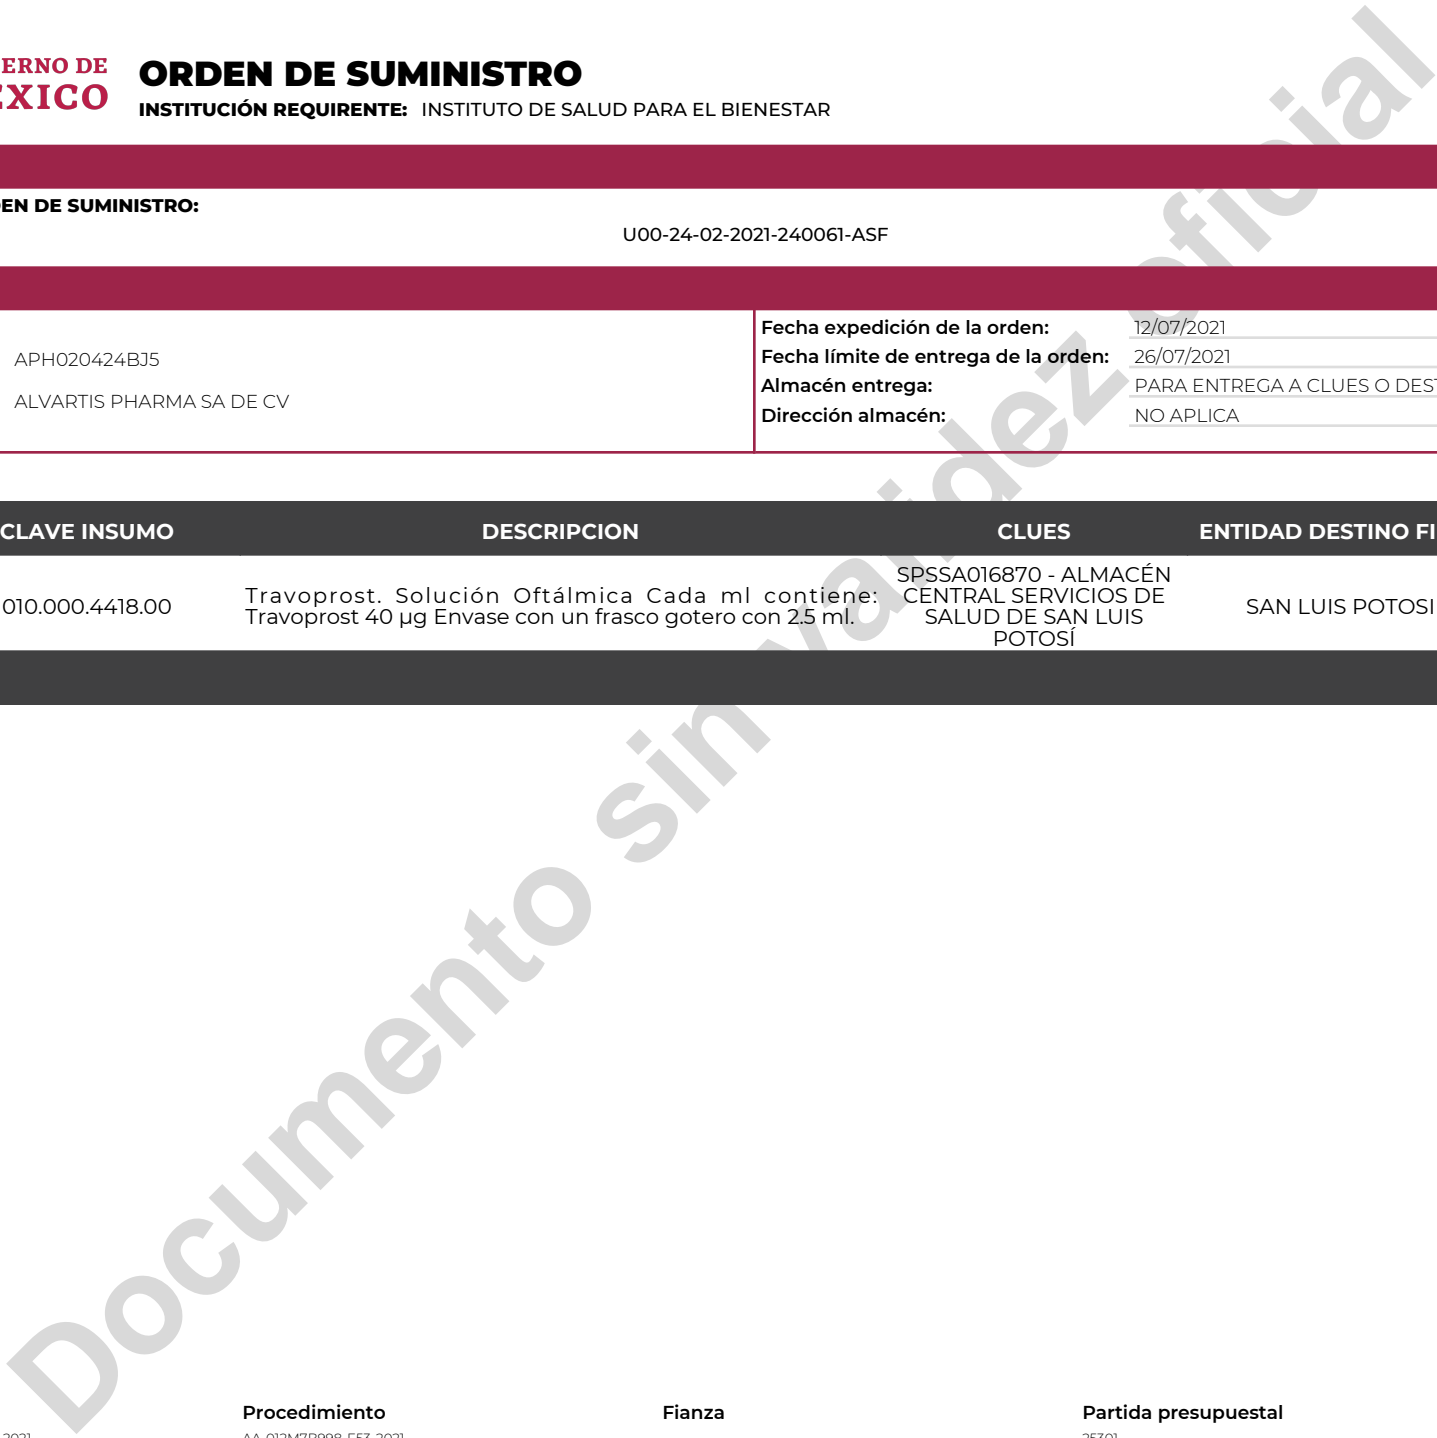 ERNO DE
EXICO
ORDEN DE SUMINISTRO
INSTITUCIÓN REQUIRENTE: INSTITUTO DE SALUD PARA EL BIENESTAR
EN DE SUMINISTRO:
U00-24-02-2021-240061-ASF
APH020424BJ5
ALVARTIS PHARMA SA DE CV
Fecha expedición de la orden: 12/07/2021
Fecha límite de entrega de la orden: 26/07/2021
Almacén entrega: PARA ENTREGA A CLUES O DEST
Dirección almacén: NO APLICA
CLAVE INSUMO DESCRIPCION CLUES ENTIDAD DESTINO FI
010.000.4418.00
Travoprost. Solución Oftálmica Cada ml contiene:
Travoprost 40 µg Envase con un frasco gotero con 2.5 ml.
SPSSA016870 - ALMACÉN
CENTRAL SERVICIOS DE
SALUD DE SAN LUIS
POTOSÍ
SAN LUIS POTOSI
Documento sin validez oficial
Procedimiento Fianza Partida presupuestal